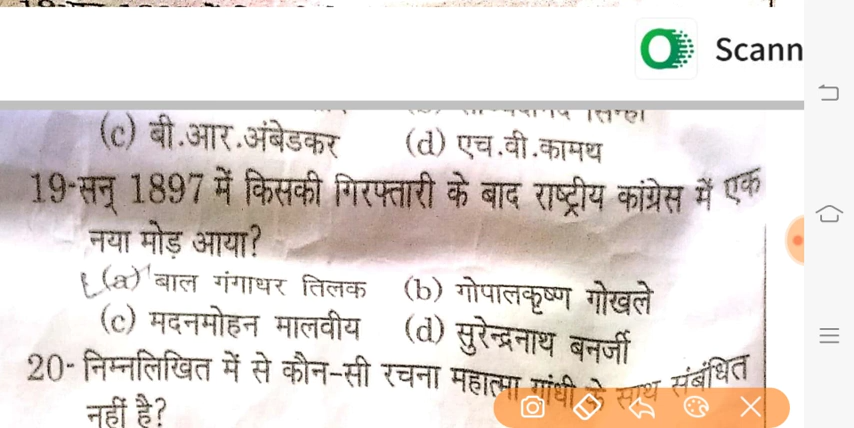 Scann
(c) बी.आर.अंबेडकर (d) एच.वी.कामथ
19-सन् 1897 में किसकी गिरफ्तारी के बाद राष्ट्रीय कांग्रेस में एक
नया मोड़ आया?
(a) बाल गंगाधर तिलक (b) गोपालकृष्ण गोखले
(c) मदनमोहन मालवीय (d) सुरेन्द्रनाथ बनर्जी
20- निम्नलिखित में से कौन-सी रचना महात्मा गांधी के साथ संबंधित
नहीं है?